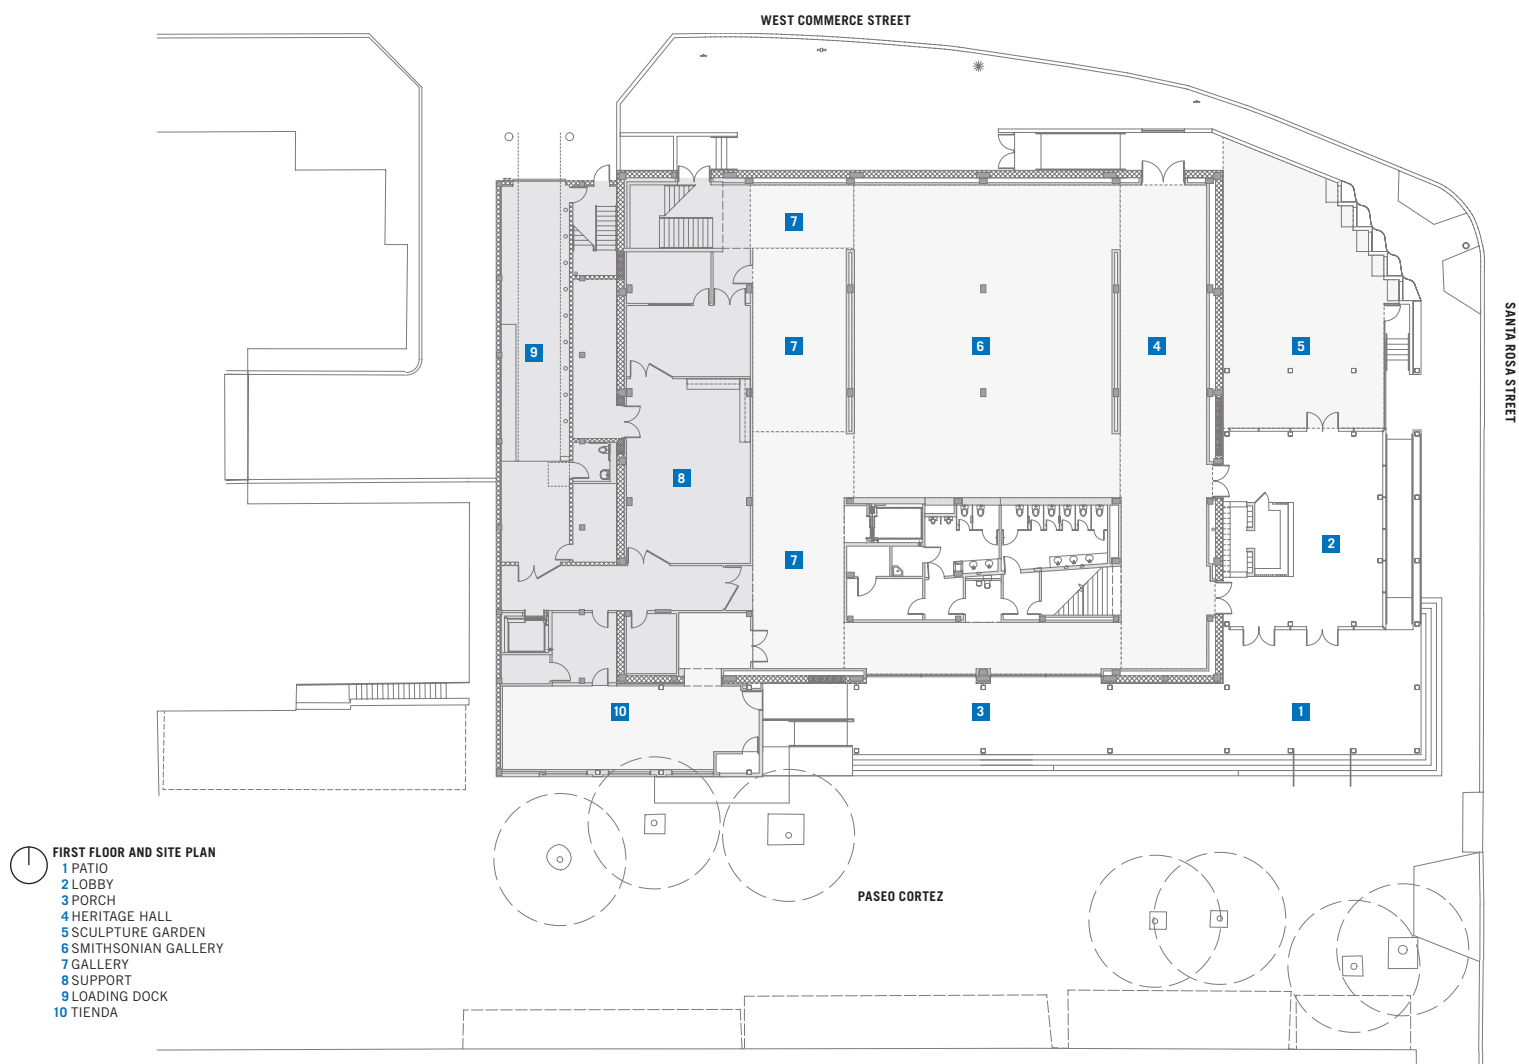 WEST COMMERCE STREET
7
9
7
6
4
5
SANTA ROSA STREET
8
7
2
10
3
1
FIRST FLOOR AND SITE PLAN
1 PATIO
2 LOBBY
3 PORCH
4 HERITAGE HALL
5 SCULPTURE GARDEN
6 SMITHSONIAN GALLERY
7 GALLERY
8 SUPPORT
9 LOADING DOCK
10 TIENDA
PASEO CORTEZ